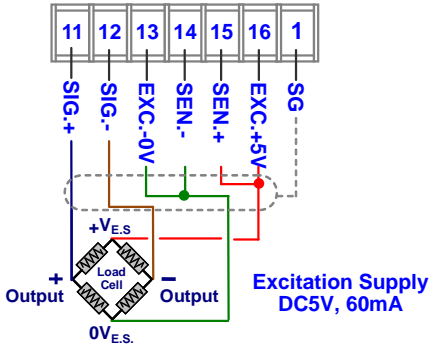 11 12 13 14 15 16 1
SIG.+
SIG.-
EXC.-0V
SEN.-
SEN.+
EXC.+5V
SG
+VE.S
+ Load Cell −
Output Output
0VE.S.
Excitation Supply
DC5V, 60mA